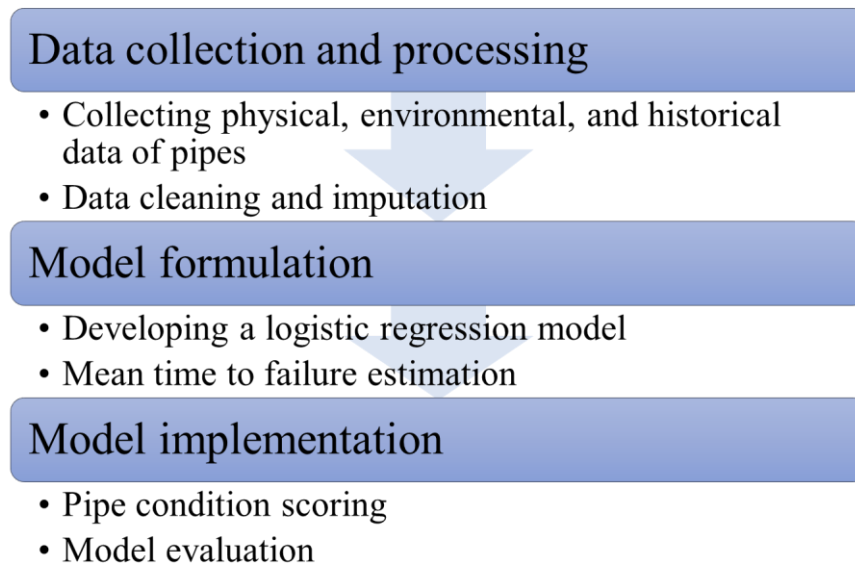 Data collection and processing
• Collecting physical, environmental, and historical
data of pipes
• Data cleaning and imputation
Model formulation
• Developing a logistic regression model
• Mean time to failure estimation
Model implementation
• Pipe condition scoring
• Model evaluation